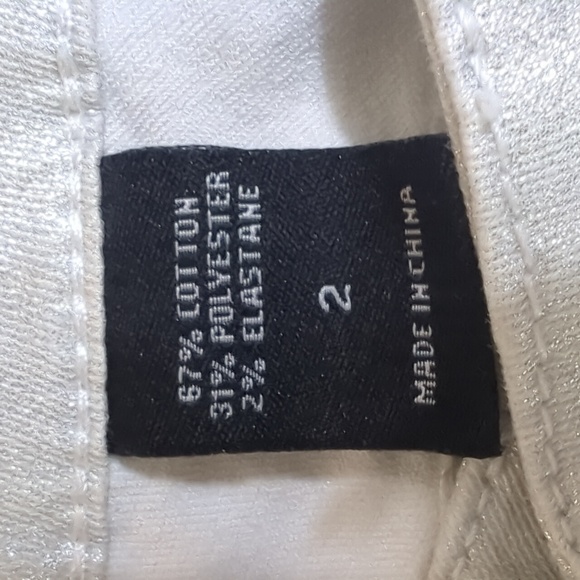 67% COTTON
31% POLYESTER
2% ELASTANE
2
MADE IN CHINA